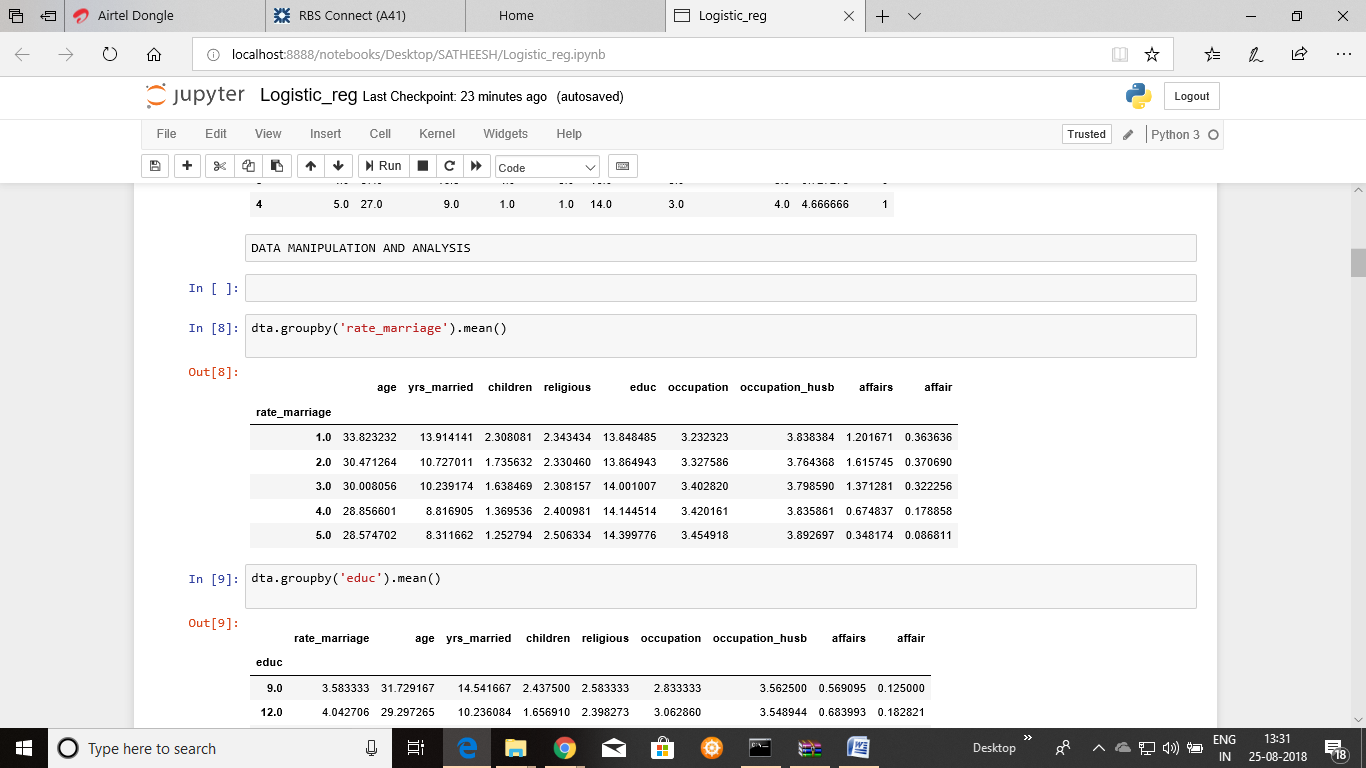 Airtel Dongle RBS Connect (A41) Home Logistic_reg
localhost:8888/notebooks/Desktop/SATHEESH/Logistic_reg.ipynb
jupyter Logistic_reg Last Checkpoint: 23 minutes ago (autosaved) Logout
File Edit View Insert Cell Kernel Widgets Help Trusted Python 3
Run Code
4 5.0 27.0 9.0 1.0 1.0 14.0 3.0 4.0 4.666666 1
DATA MANIPULATION AND ANALYSIS
In [ ]:
In [8]: dta.groupby('rate_marriage').mean()
Out[8]:
age yrs_married children religious educ occupation occupation_husb affairs affair
rate_marriage
1.0 33.823232 13.914141 2.308081 2.343434 13.848485 3.232323 3.838384 1.201671 0.363636
2.0 30.471264 10.727011 1.735632 2.330460 13.864943 3.327586 3.764368 1.615745 0.370690
3.0 30.008056 10.239174 1.638469 2.308157 14.001007 3.402820 3.798590 1.371281 0.322256
4.0 28.856601 8.816905 1.369536 2.400981 14.144514 3.420161 3.835861 0.674837 0.178858
5.0 28.574702 8.311662 1.252794 2.506334 14.399776 3.454918 3.892697 0.348174 0.086811
In [9]: dta.groupby('educ').mean()
Out[9]:
rate_marriage age yrs_married children religious occupation occupation_husb affairs affair
educ
9.0 3.583333 31.729167 14.541667 2.437500 2.583333 2.833333 3.562500 0.569095 0.125000
12.0 4.042706 29.297265 10.236084 1.656910 2.398273 3.062860 3.548944 0.683993 0.182821
Type here to search Desktop ENG 13:31
IN 25-08-2018 18